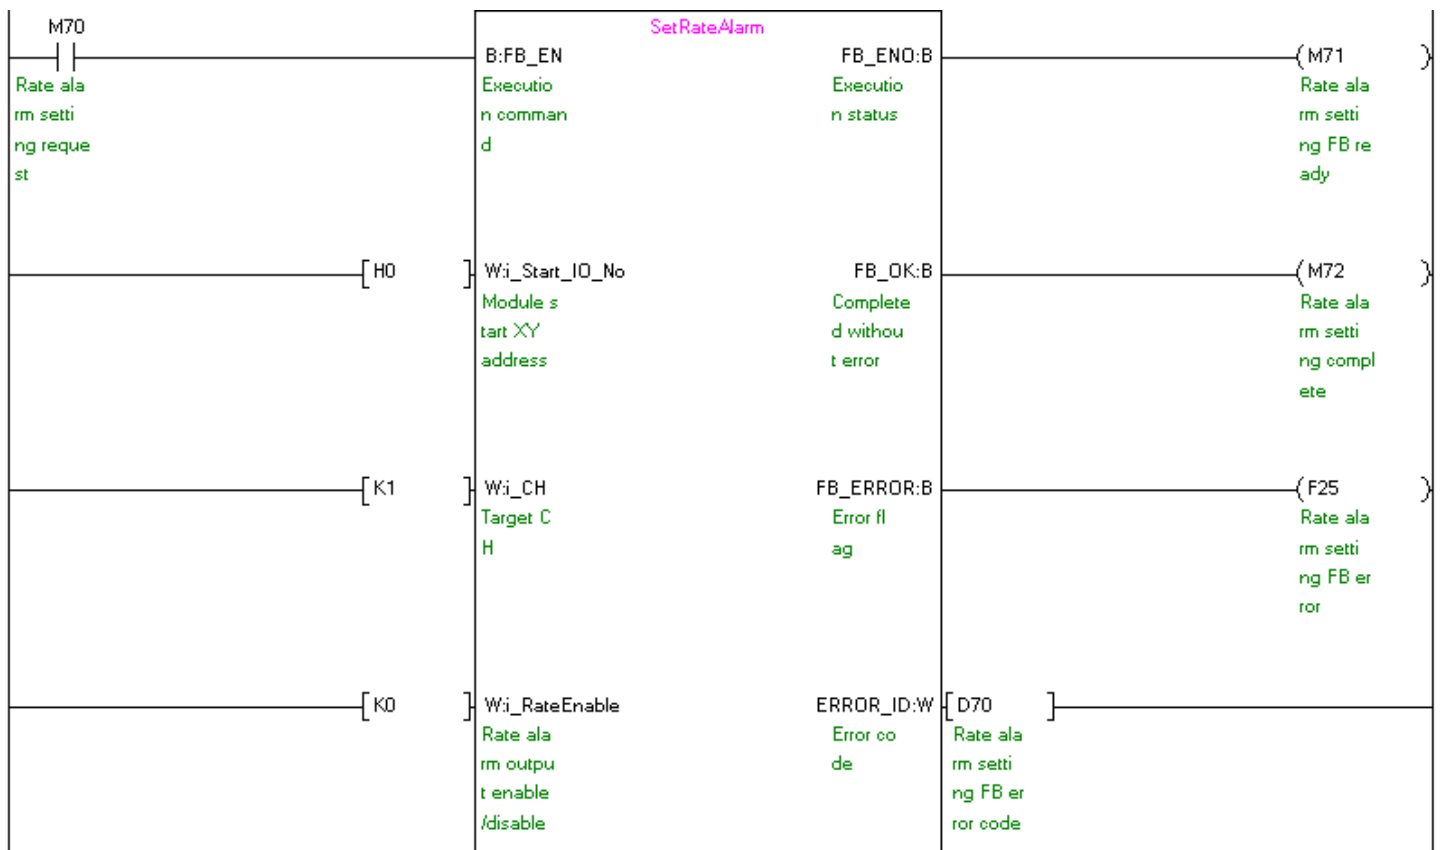 M70
SetRateAlarm
B:FB_EN
FB_ENO:B
( M71 )
Rate ala
rm setti
ng reque
st
Executio
n comman
d
Executio
n status
Rate ala
rm setti
ng FB re
ady
[ H0 ]
W:i_Start_IO_No
FB_OK:B
( M72 )
Module s
tart XY
address
Complete
d withou
t error
Rate ala
rm setti
ng compl
ete
[ K1 ]
W:i_CH
FB_ERROR:B
( F25 )
Target C
H
Error fl
ag
Rate ala
rm setti
ng FB er
ror
[ K0 ]
W:i_RateEnable
ERROR_ID:W
[ D70 ]
Rate ala
rm outpu
t enable
/disable
Error co
de
Rate ala
rm setti
ng FB er
ror code